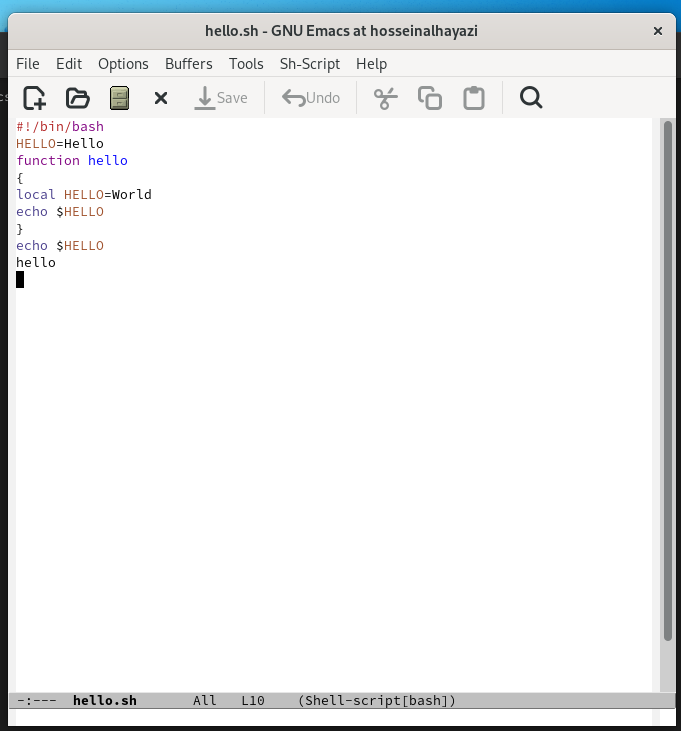 hello.sh - GNU Emacs at hosseinalhayazi
File Edit Options Buffers Tools Sh-Script Help
Save Undo
#!/bin/bash
HELLO=Hello
function hello
{
local HELLO=World
echo $HELLO
}
echo $HELLO
hello
-:--- hello.sh All L10 (Shell-script[bash])